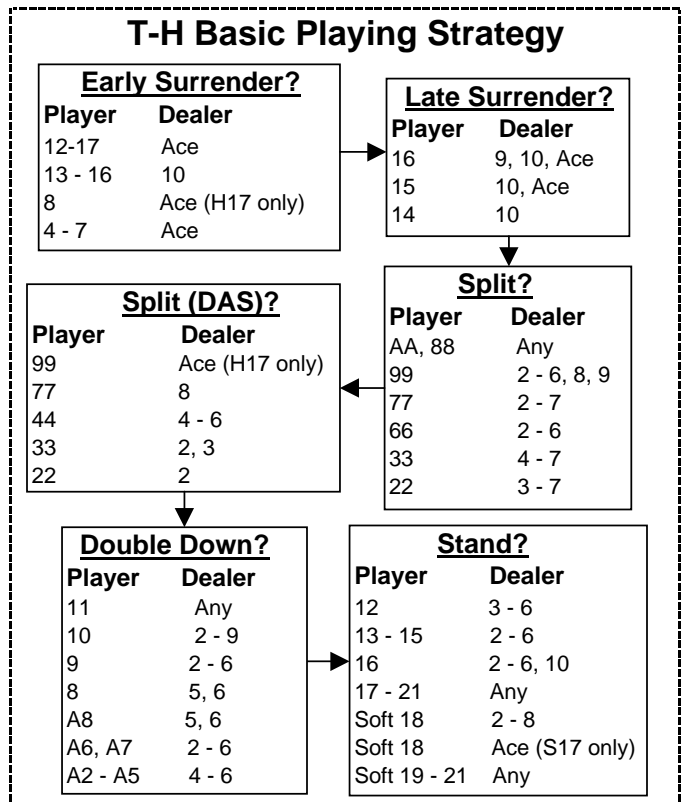 T-H Basic Playing Strategy
Early Surrender?
Player Dealer
12-17 Ace
13 - 16 10
8 Ace (H17 only)
4 - 7 Ace
Late Surrender?
Player Dealer
16 9, 10, Ace
15 10, Ace
14 10
Split?
Player Dealer
AA, 88 Any
99 2 - 6, 8, 9
77 2 - 7
66 2 - 6
33 4 - 7
22 3 - 7
Split (DAS)?
Player Dealer
99 Ace (H17 only)
77 8
44 4 - 6
33 2, 3
22 2
Double Down?
Player Dealer
11 Any
10 2 - 9
9 2 - 6
8 5, 6
A8 5, 6
A6, A7 2 - 6
A2 - A5 4 - 6
Stand?
Player Dealer
12 3 - 6
13 - 15 2 - 6
16 2 - 6, 10
17 - 21 Any
Soft 18 2 - 8
Soft 18 Ace (S17 only)
Soft 19 - 21 Any